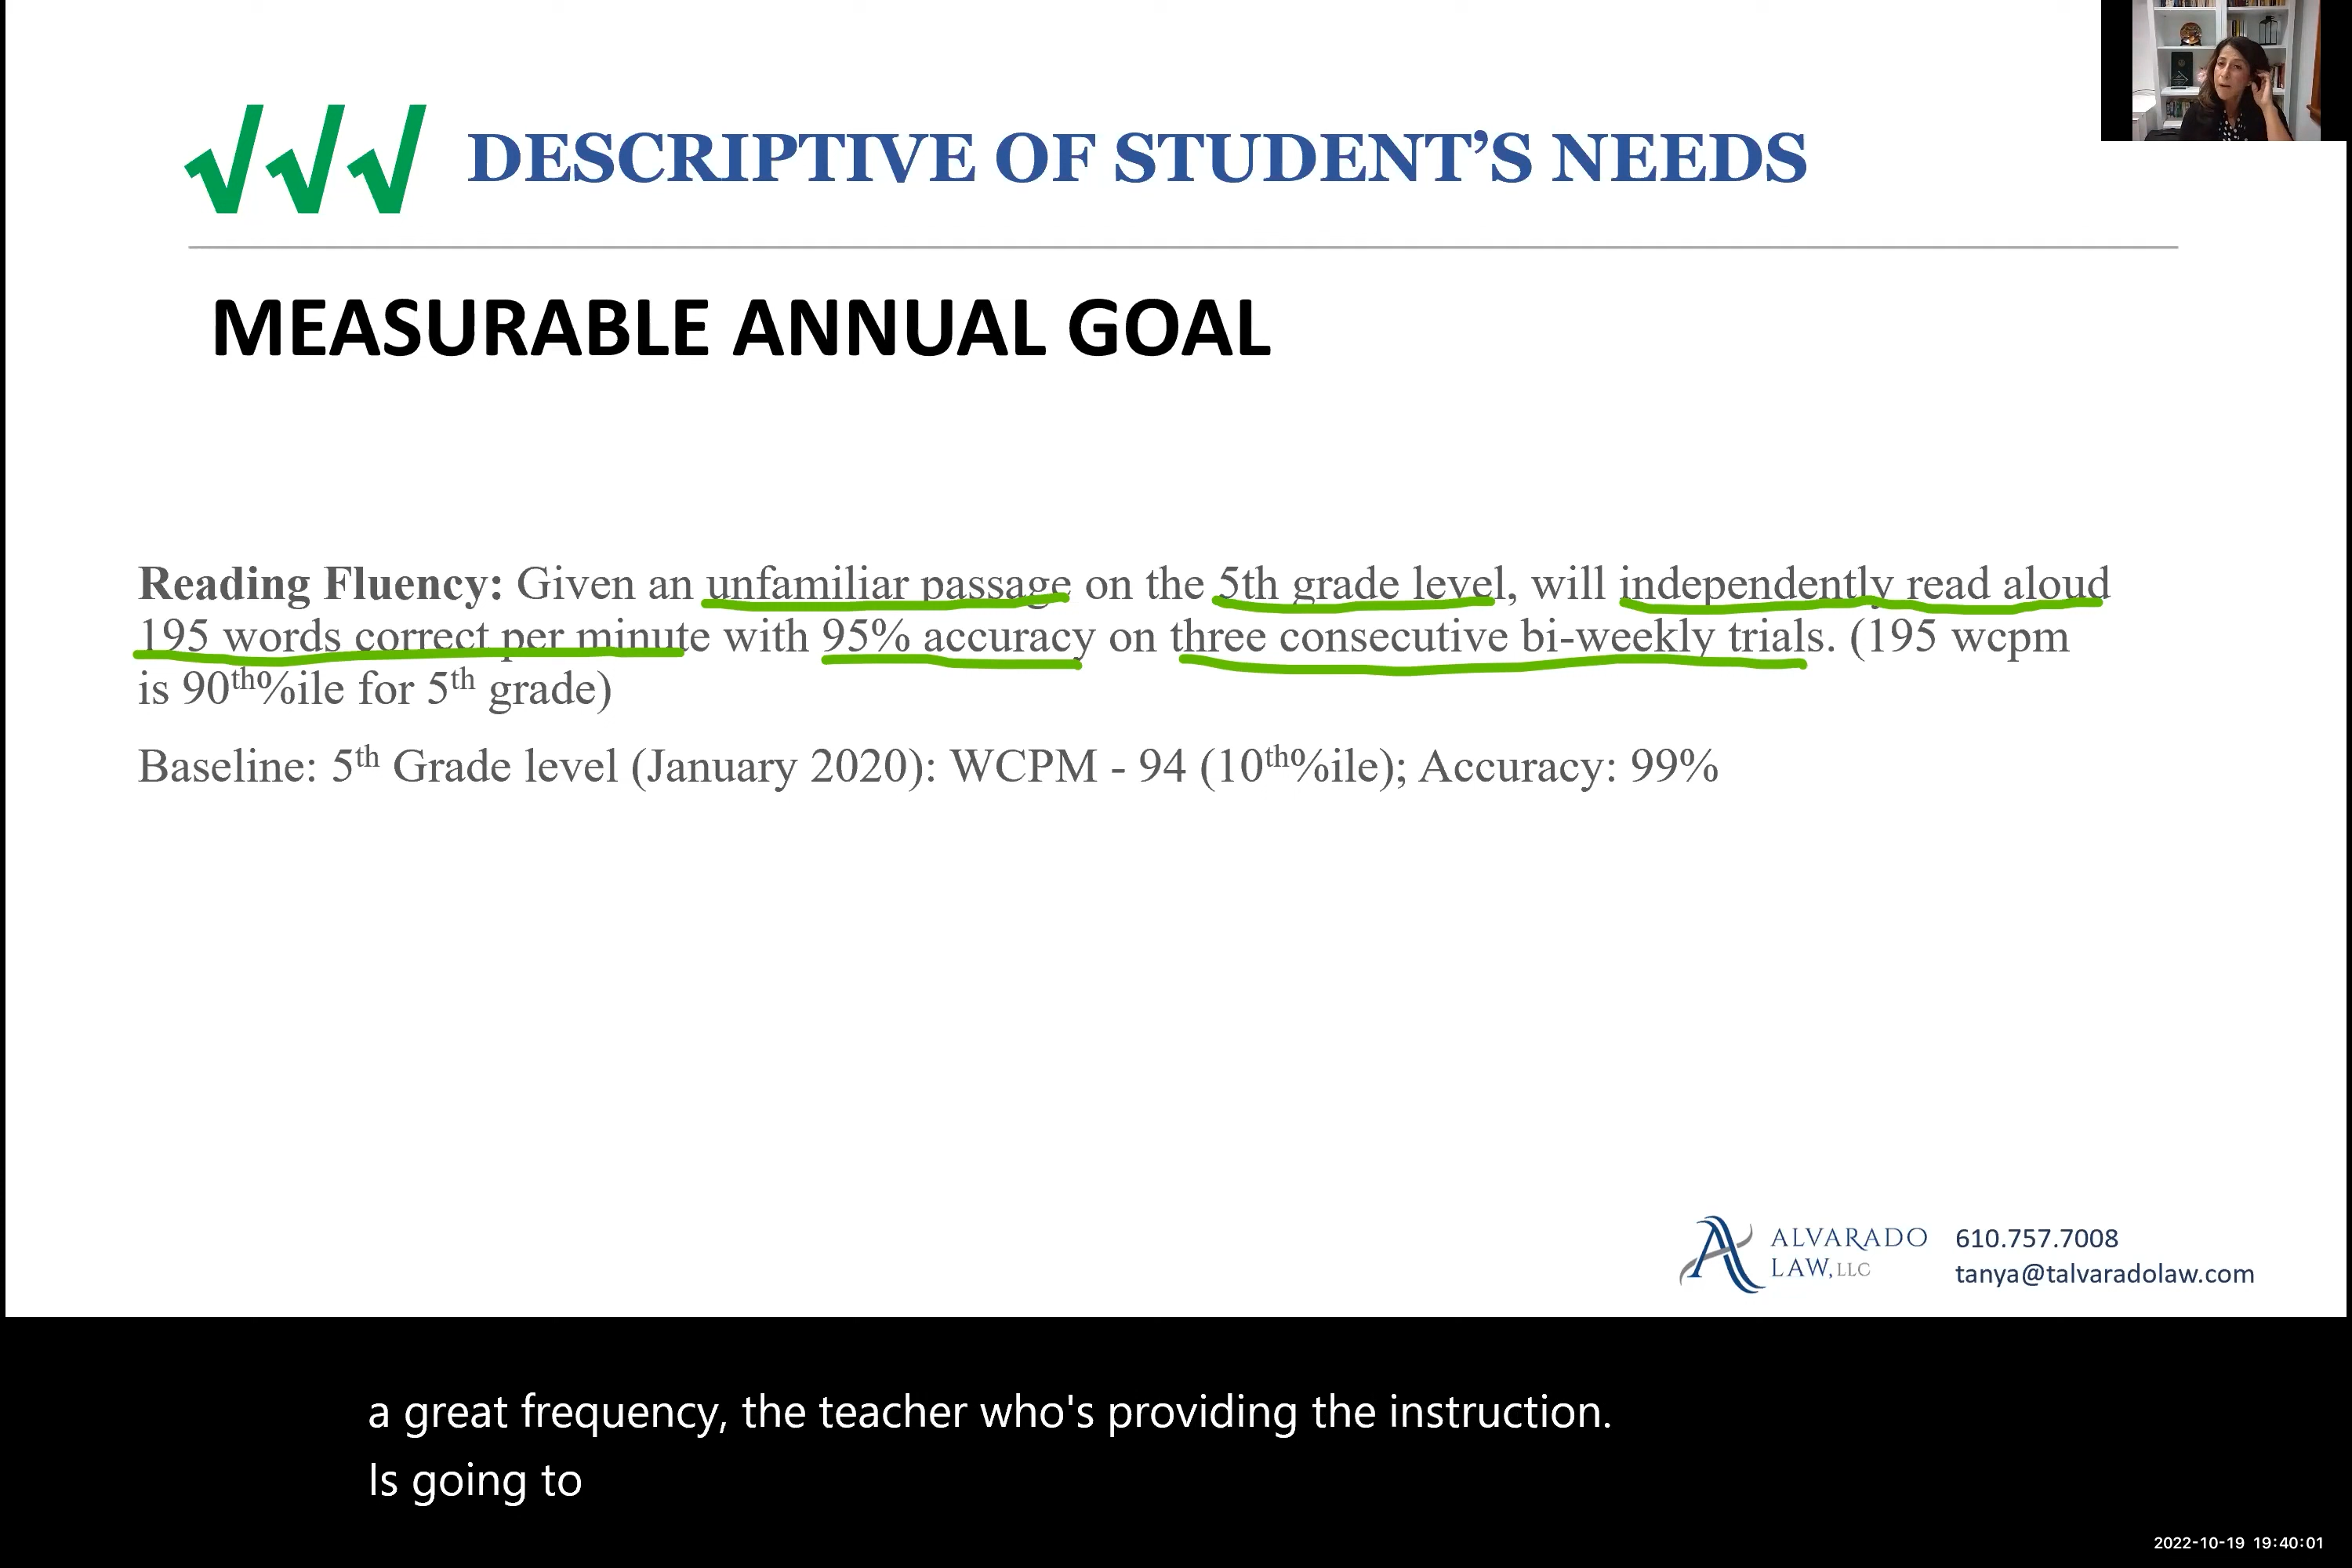 √√√ DESCRIPTIVE OF STUDENT’S NEEDS
MEASURABLE ANNUAL GOAL
Reading Fluency: Given an unfamiliar passage on the 5th grade level, will independently read aloud
195 words correct per minute with 95% accuracy on three consecutive bi-weekly trials. (195 wcpm
is 90th%ile for 5th grade)
Baseline: 5th Grade level (January 2020): WCPM - 94 (10th%ile); Accuracy: 99%
ALVARADO
LAW, LLC
610.757.7008
tanya@talvaradolaw.com
a great frequency, the teacher who's providing the instruction.
Is going to
2022-10-19 19:40:01